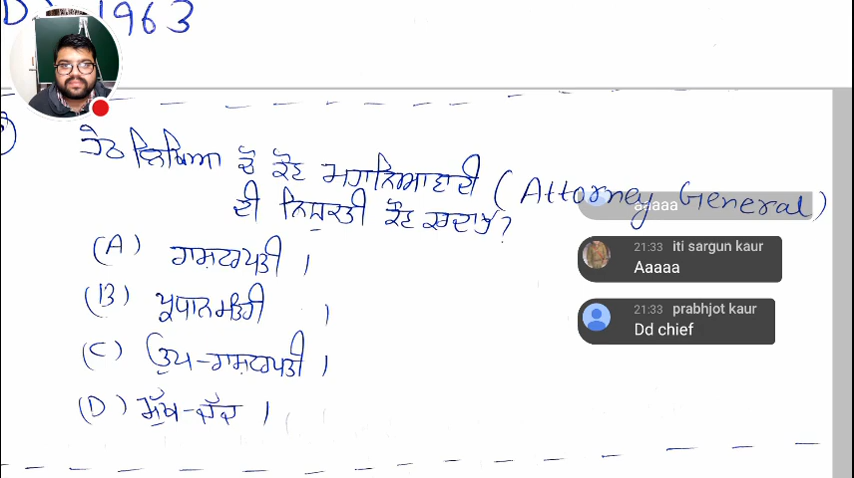 D) 1963
ਹੇਠ ਲਿਖਿਆ ਚੋਂ ਕੌਣ ਮਹਾਨਿਆਵਾਦੀ (Attorney General)
ਦੀ ਨਿਯੁਕਤੀ ਕੌਣ ਕਰਦਾ ਹੈ?
(A) ਰਾਸ਼ਟਰਪਤੀ ।
(B) ਪ੍ਰਧਾਨਮੰਤਰੀ ।
(C) ਉਪ-ਰਾਸ਼ਟਰਪਤੀ ।
(D) ਮੁੱਖ-ਜੱਜ ।
aaaaa
21:33 iti sargun kaur
Aaaaa
21:33 prabhjot kaur
Dd chief